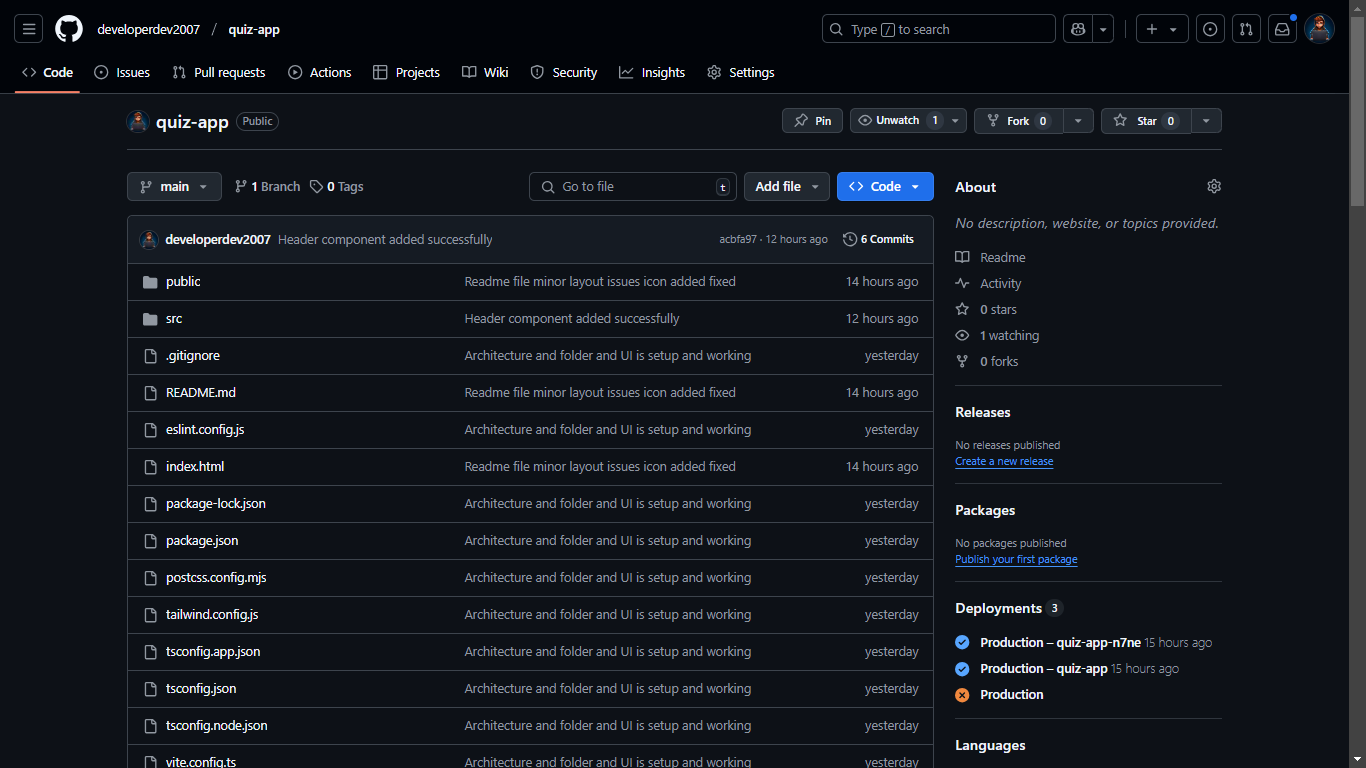 developerdev2007 / quiz-app
Type / to search
Code
Issues
Pull requests
Actions
Projects
Wiki
Security
Insights
Settings
quiz-app Public
Pin
Unwatch 1
Fork 0
Star 0
main
1 Branch
0 Tags
Go to file t
Add file
Code
developerdev2007 Header component added successfully acbfa97 · 12 hours ago 6 Commits
public Readme file minor layout issues icon added fixed 14 hours ago
src Header component added successfully 12 hours ago
.gitignore Architecture and folder and UI is setup and working yesterday
README.md Readme file minor layout issues icon added fixed 14 hours ago
eslint.config.js Architecture and folder and UI is setup and working yesterday
index.html Readme file minor layout issues icon added fixed 14 hours ago
package-lock.json Architecture and folder and UI is setup and working yesterday
package.json Architecture and folder and UI is setup and working yesterday
postcss.config.mjs Architecture and folder and UI is setup and working yesterday
tailwind.config.js Architecture and folder and UI is setup and working yesterday
tsconfig.app.json Architecture and folder and UI is setup and working yesterday
tsconfig.json Architecture and folder and UI is setup and working yesterday
tsconfig.node.json Architecture and folder and UI is setup and working yesterday
vite.config.ts Architecture and folder and UI is setup and working yesterday
About
No description, website, or topics provided.
Readme
Activity
0 stars
1 watching
0 forks
Releases
No releases published
Create a new release
Packages
No packages published
Publish your first package
Deployments 3
Production – quiz-app-n7ne 15 hours ago
Production – quiz-app 15 hours ago
Production
Languages